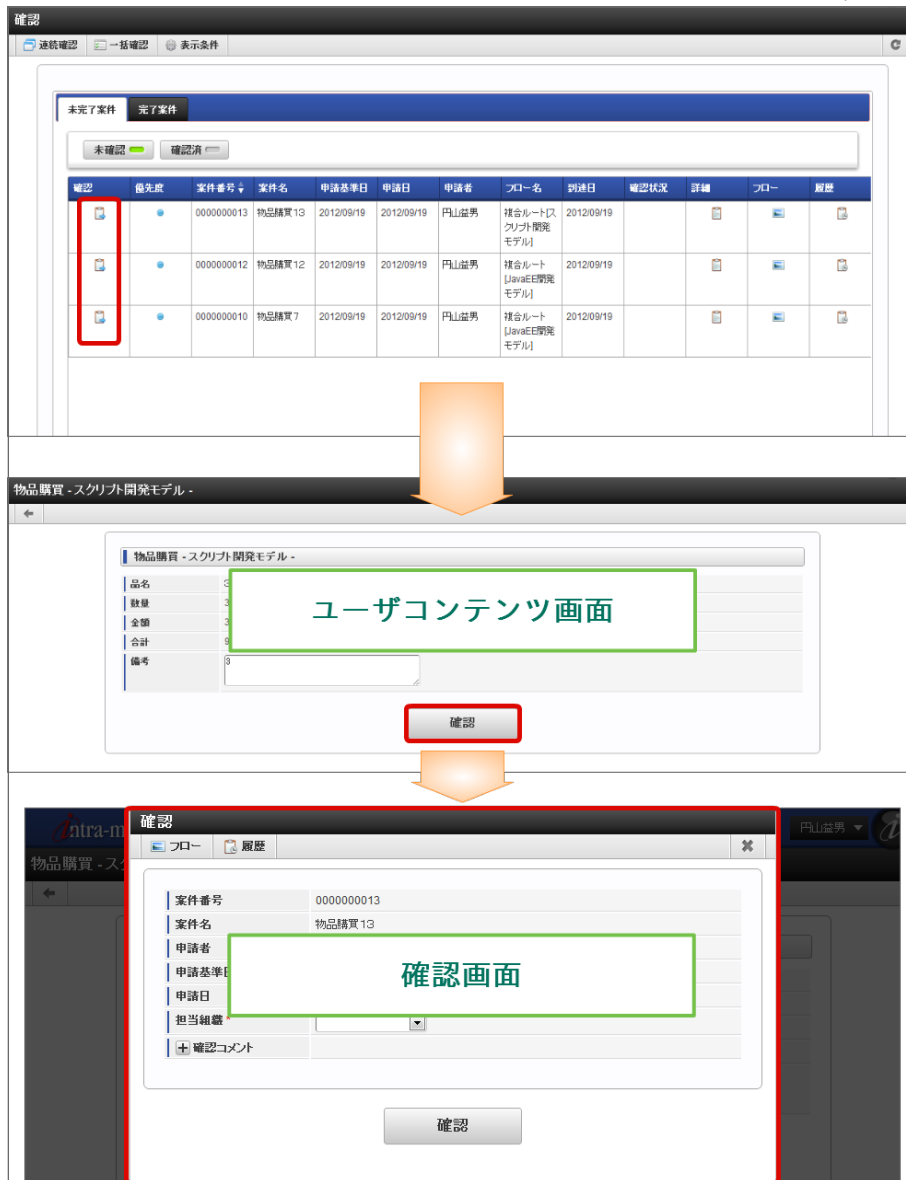 確認
連続確認 一括確認 表示条件
未完了案件 完了案件
未確認 確認済
確認 優先度 案件番号 案件名 申請基準日 申請日 申請者 フロー名 到達日 確認状況 詳細 フロー 履歴
0000000013 物品購買13 2012/09/19 2012/09/19 円山益男 複合ルート[ス 2012/09/19
クリプト開発
モデル]
0000000012 物品購買12 2012/09/19 2012/09/19 円山益男 複合ルート 2012/09/19
[JavaEE開発
モデル]
0000000010 物品購買7 2012/09/19 2012/09/19 円山益男 複合ルート 2012/09/19
[JavaEE開発
モデル]
物品購買 - スクリプト開発モデル -
物品購買 - スクリプト開発モデル -
品名 3
数量 3
金額 3
合計 9
備考 3
ユーザコンテンツ画面
確認
intra-m
円山益男
物品購買 - ス
確認
フロー 履歴
案件番号 0000000013
案件名 物品購買13
申請者
申請基準日
申請日
担当組織*
確認コメント
確認画面
確認